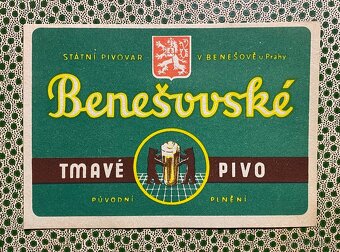 STÁTNÍ PIVOVAR V BENEŠOVĚ u Prahy
Benešovské
TMAVÉ PIVO
PŮVODNÍ PLNĚNÍ